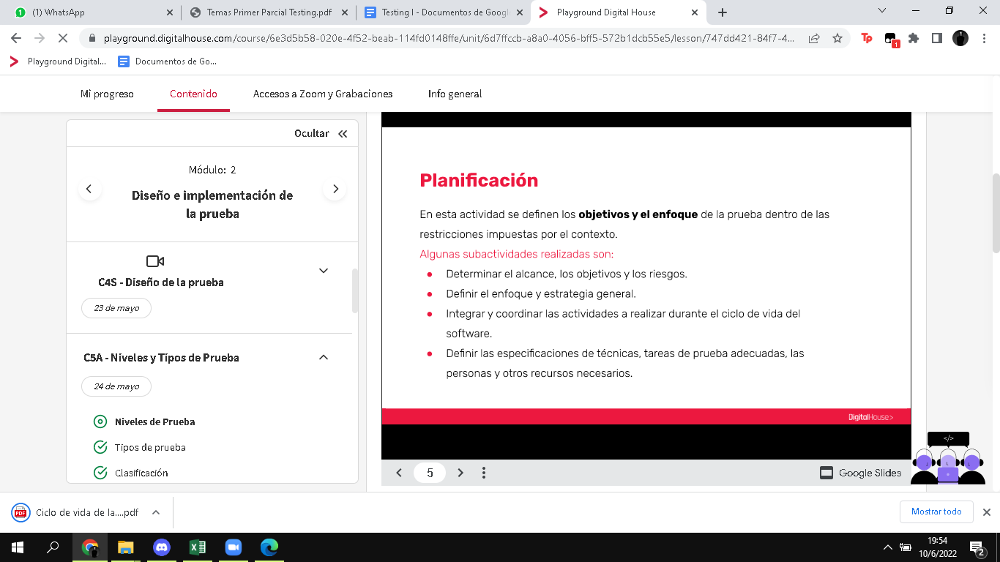 (1) WhatsApp
Temas Primer Parcial Testing.pdf
Testing I - Documentos de Googl
Playground Digital House
playground.digitalhouse.com/course/6e3d5b58-020e-4f52-beab-114fd0148ffe/unit/6d7ffccb-a8a0-4056-bff5-572b1dcb55e5/lesson/747dd421-84f7-4...
Tp
1
Playground Digital...
Documentos de Go...
Mi progreso
Contenido
Accesos a Zoom y Grabaciones
Info general
Ocultar
Módulo: 2
Diseño e implementación de
la prueba
C4S - Diseño de la prueba
23 de mayo
C5A - Niveles y Tipos de Prueba
24 de mayo
Niveles de Prueba
Tipos de prueba
Clasificación
Planificación
En esta actividad se definen los objetivos y el enfoque de la prueba dentro de las
restricciones impuestas por el contexto.
Algunas subactividades realizadas son:
● Determinar el alcance, los objetivos y los riesgos.
● Definir el enfoque y estrategia general.
● Integrar y coordinar las actividades a realizar durante el ciclo de vida del
software.
● Definir las especificaciones de técnicas, tareas de prueba adecuadas, las
personas y otros recursos necesarios.
DigitalHouse>
</>
5
Google Slides
PDF
Ciclo de vida de la....pdf
Mostrar todo
19:54
10/6/2022
2